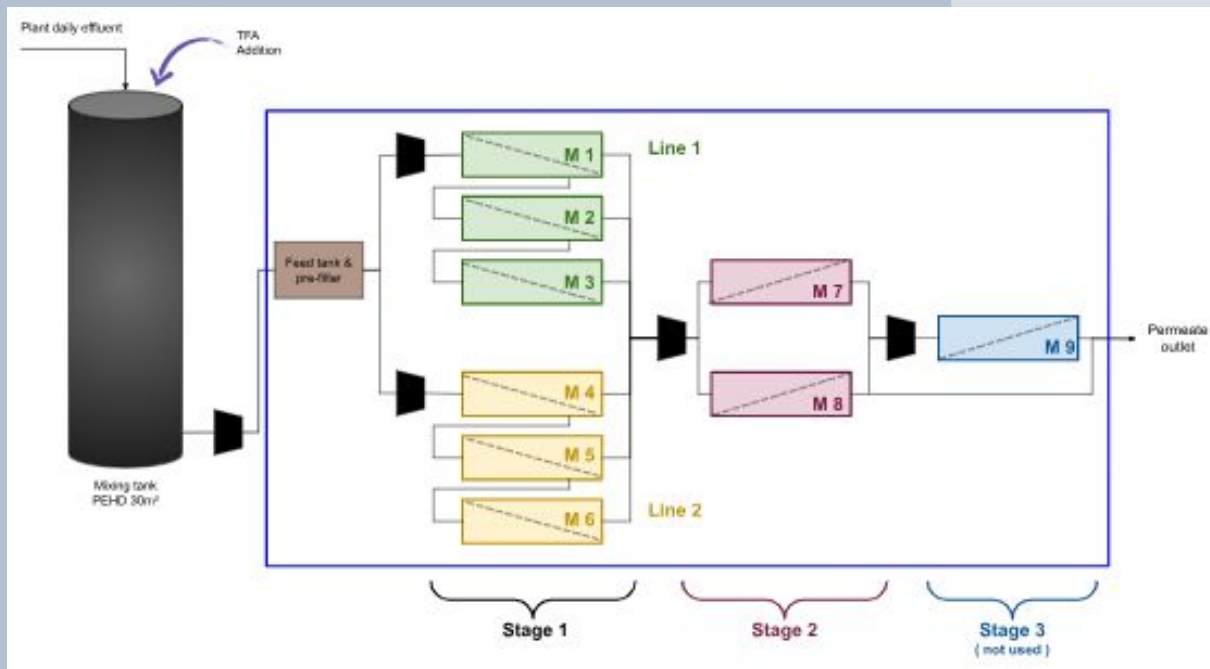 Plant daily effluent
TFA
Addition
M 1
Line 1
M 2
Feed tank &
pre-filter
M 3
M 7
M 9
Permeate
outlet
M 4
M 8
M 5
Mixing tank
PEHD 30m³
M 6
Line 2
Stage 1
Stage 2
Stage 3
( not used )